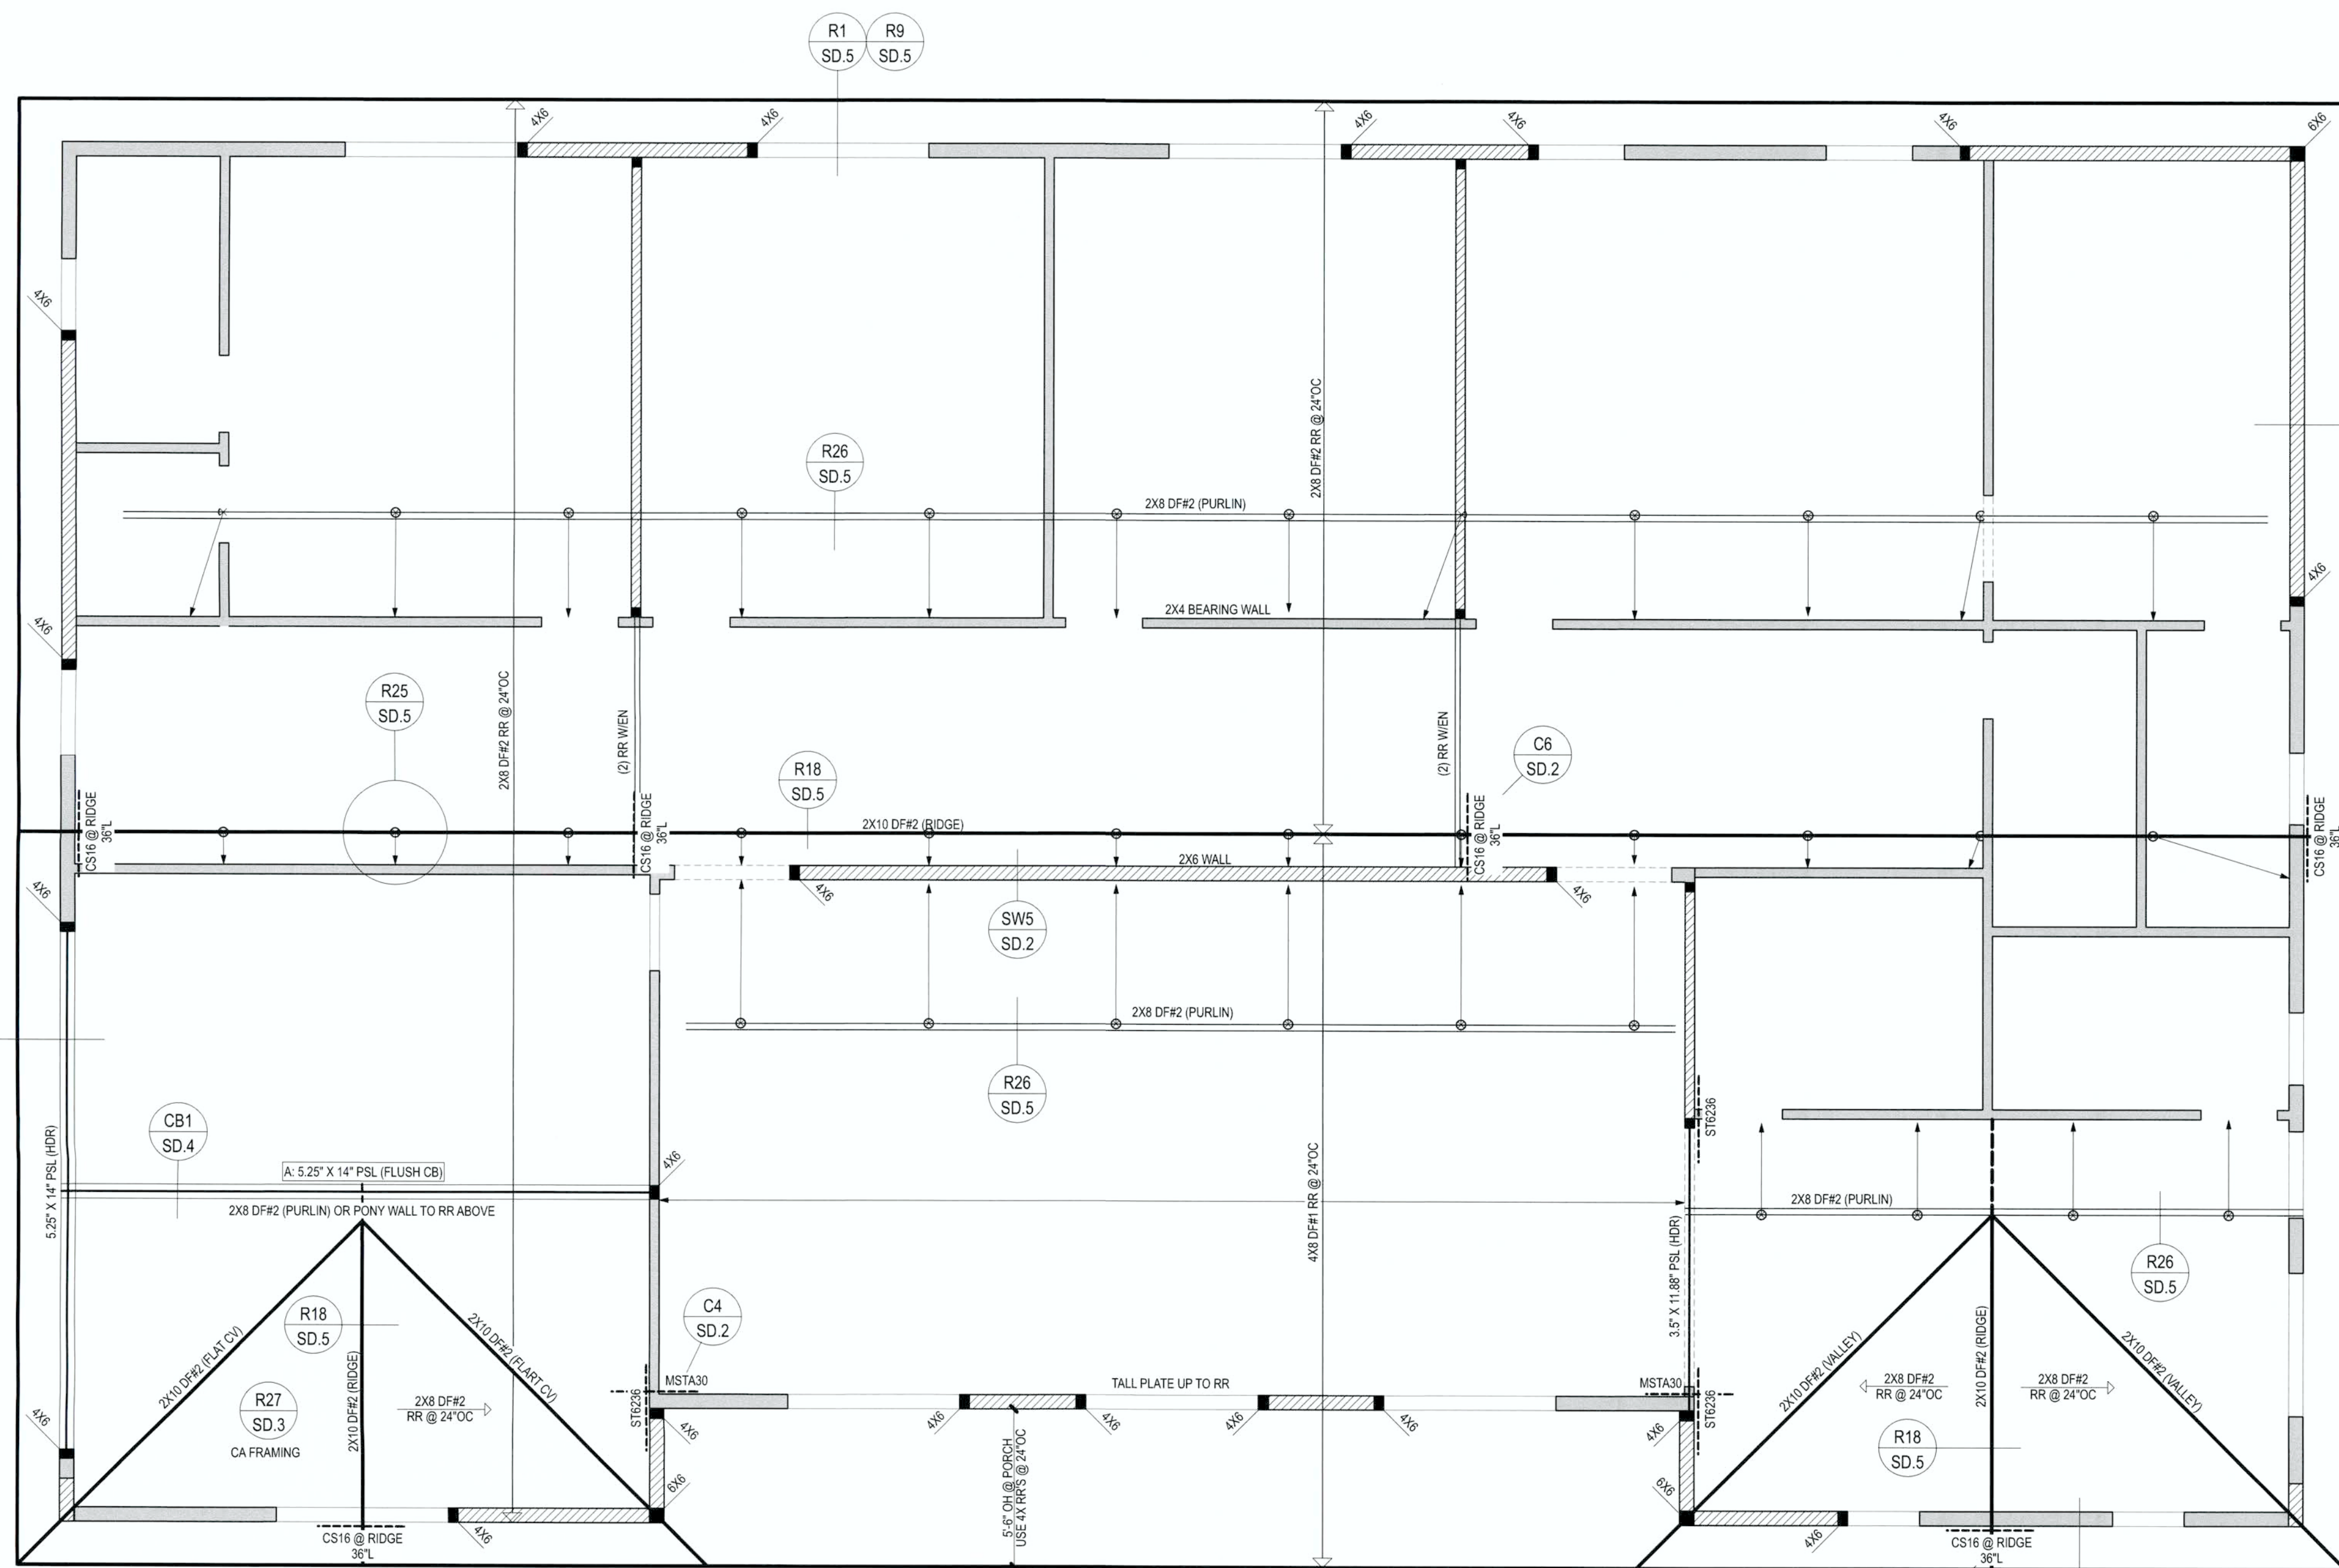 R1
SD.5
R9
SD.5
4X6
4X6
4X6
4X6
4X6
6X6
4X6
2X8 DF#2 RR @ 24"OC
R26
SD.5
2X8 DF#2 (PURLIN)
4X6
2X4 BEARING WALL
4X6
R25
SD.5
2X8 DF#2 RR @ 24"OC
(2) RR W/EN
(2) RR W/EN
C6
SD.2
R18
SD.5
CS16 @ RIDGE
36"L
CS16 @ RIDGE
36"L
2X10 DF#2 (RIDGE)
CS16 @ RIDGE
36"L
CS16 @ RIDGE
36"L
2X6 WALL
4X6
4X6
4X6
SW5
SD.2
2X8 DF#2 (PURLIN)
R26
SD.5
ST6236
CB1
SD.4
5.25" X 14" PSL (HDR)
A: 5.25" X 14" PSL (FLUSH CB)
4X6
2X8 DF#2 (PURLIN) OR PONY WALL TO RR ABOVE
4X8 DF#1 RR @ 24"OC
2X8 DF#2 (PURLIN)
3.5" X 11.88" PSL (HDR)
R26
SD.5
C4
SD.2
R18
SD.5
2X10 DF#2 (FLAT CV)
2X10 DF#2 (RIDGE)
2X10 DF#2 (FLART CV)
2X10 DF#2 (VALLEY)
2X10 DF#2 (RIDGE)
2X10 DF#2 (VALLEY)
MSTA30
TALL PLATE UP TO RR
MSTA30
R27
SD.3
CA FRAMING
2X8 DF#2
RR @ 24"OC
ST6236
ST6236
2X8 DF#2
RR @ 24"OC
2X8 DF#2
RR @ 24"OC
4X6
4X6
4X6
4X6
4X6
4X6
4X6
R18
SD.5
5'-6" OH @ PORCH
USE 4X RR'S @ 24"OC
6X6
6X6
4X6
4X6
CS16 @ RIDGE
36"L
CS16 @ RIDGE
36"L